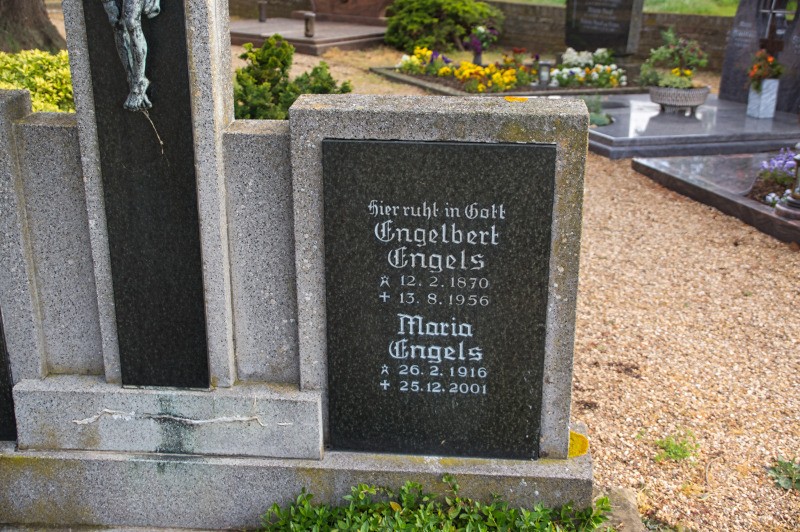 Hier ruht in Gott
Engelbert
Engels
* 12. 2. 1870
+ 13. 8. 1956
Maria
Engels
* 26. 2. 1916
+ 25. 12. 2001